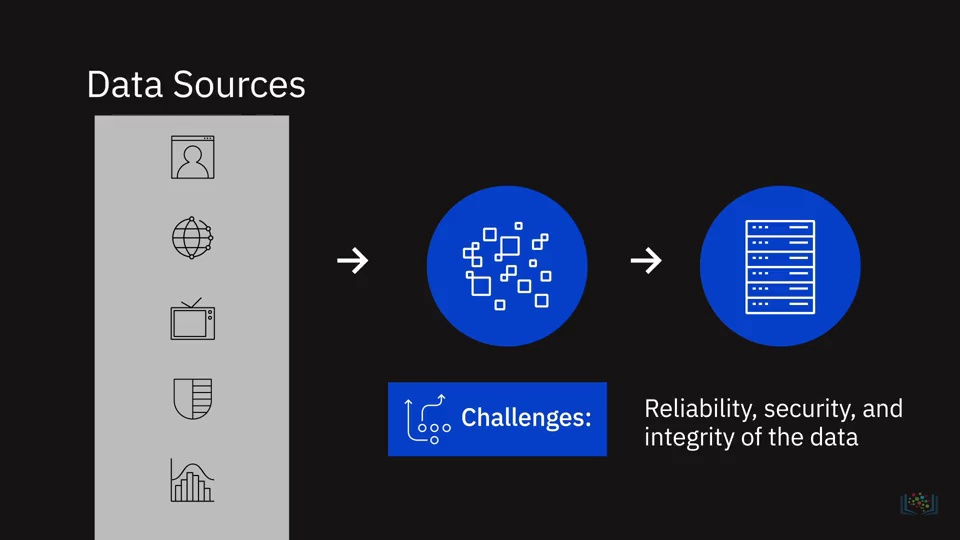 Data Sources
Challenges:
Reliability, security, and
integrity of the data